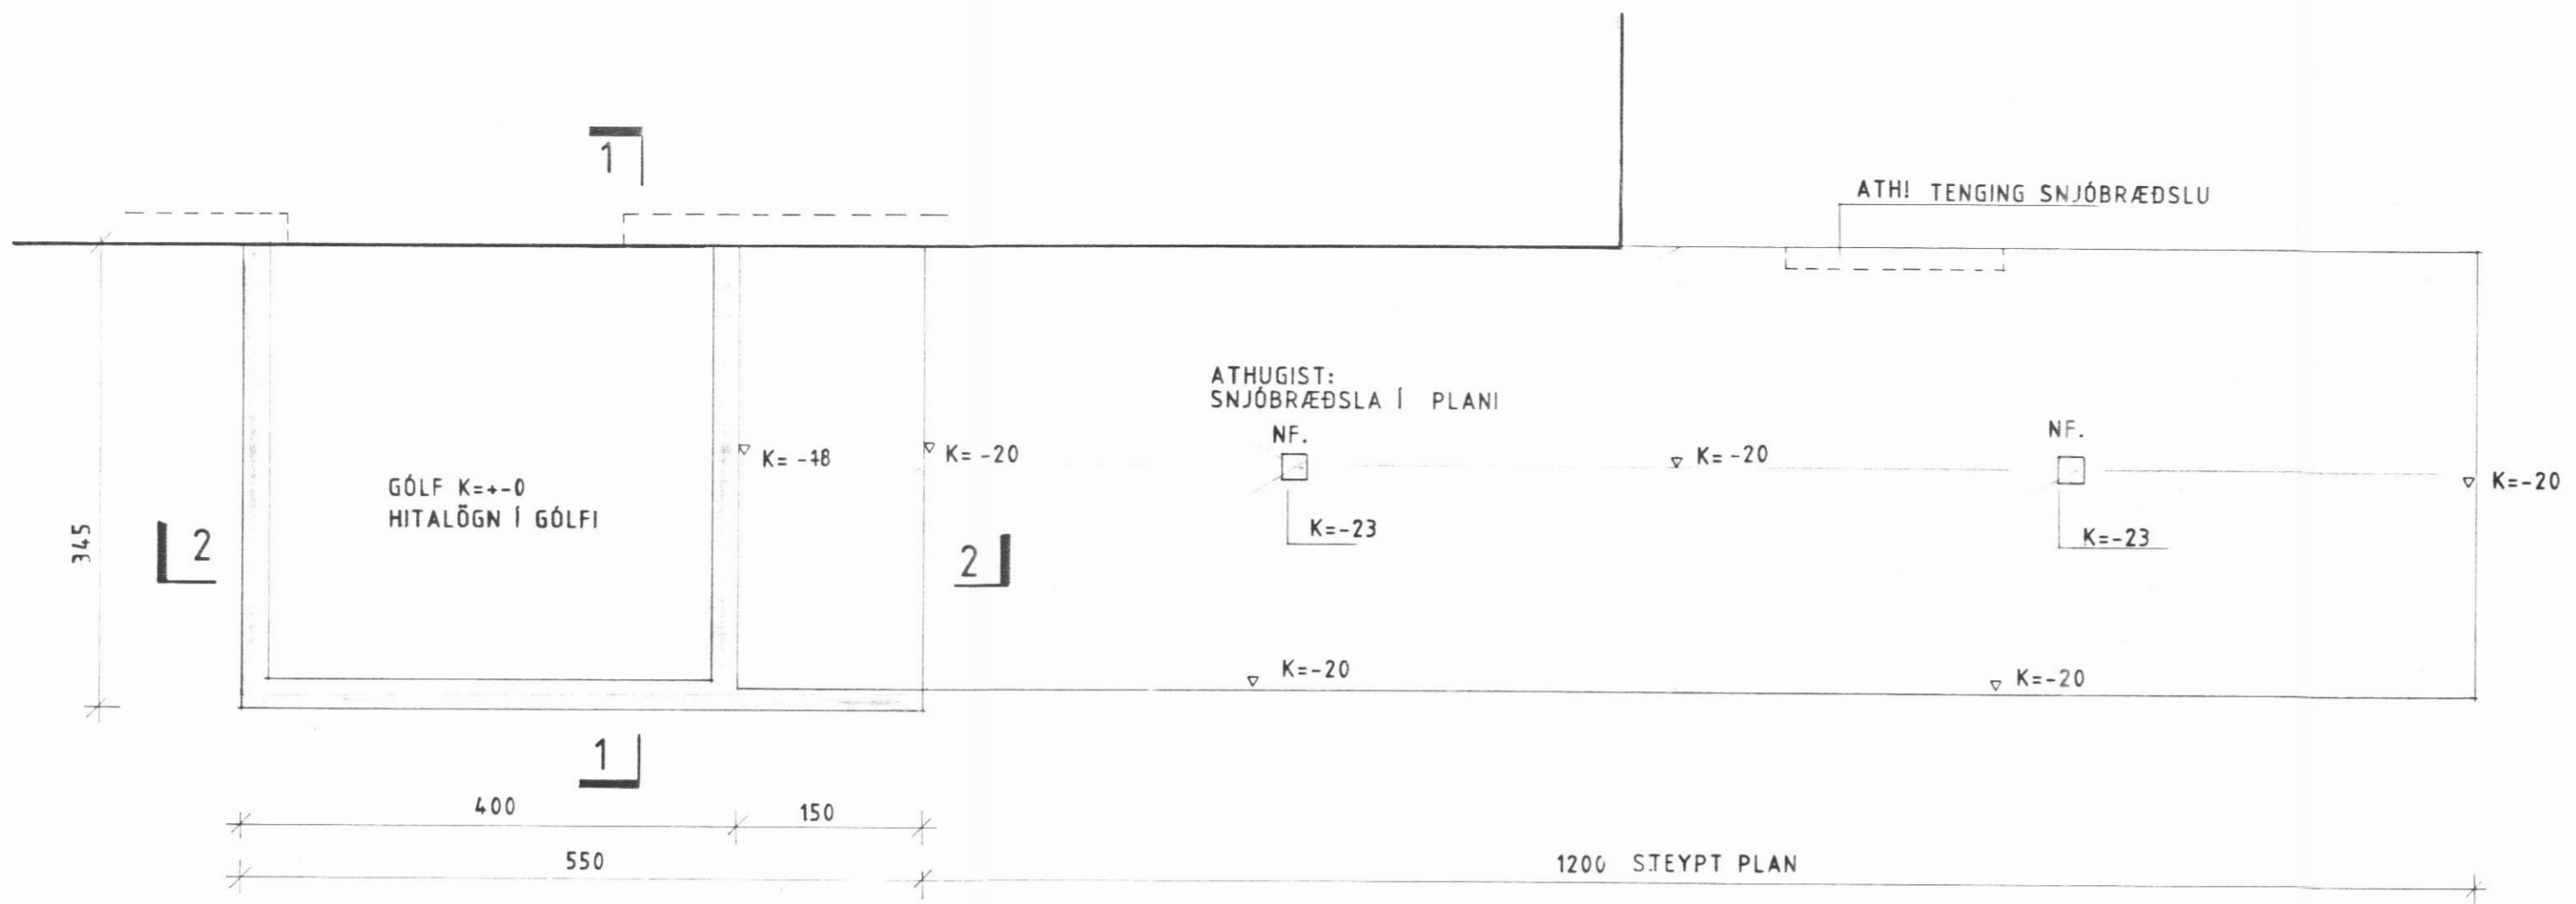 1
ATH! TENGING SNJÓBRÆÐSLU
ATHUGIST:
SNJÓBRÆÐSLA Í PLANI
NF.
NF.
K= -18
K= -20
K= -20
K=-20
GÓLF K=+-0
HITALÖGN Í GÓLFI
K=-23
K=-23
345
2
2
K=-20
K=-20
1
400
150
550
1200 STEYPT PLAN